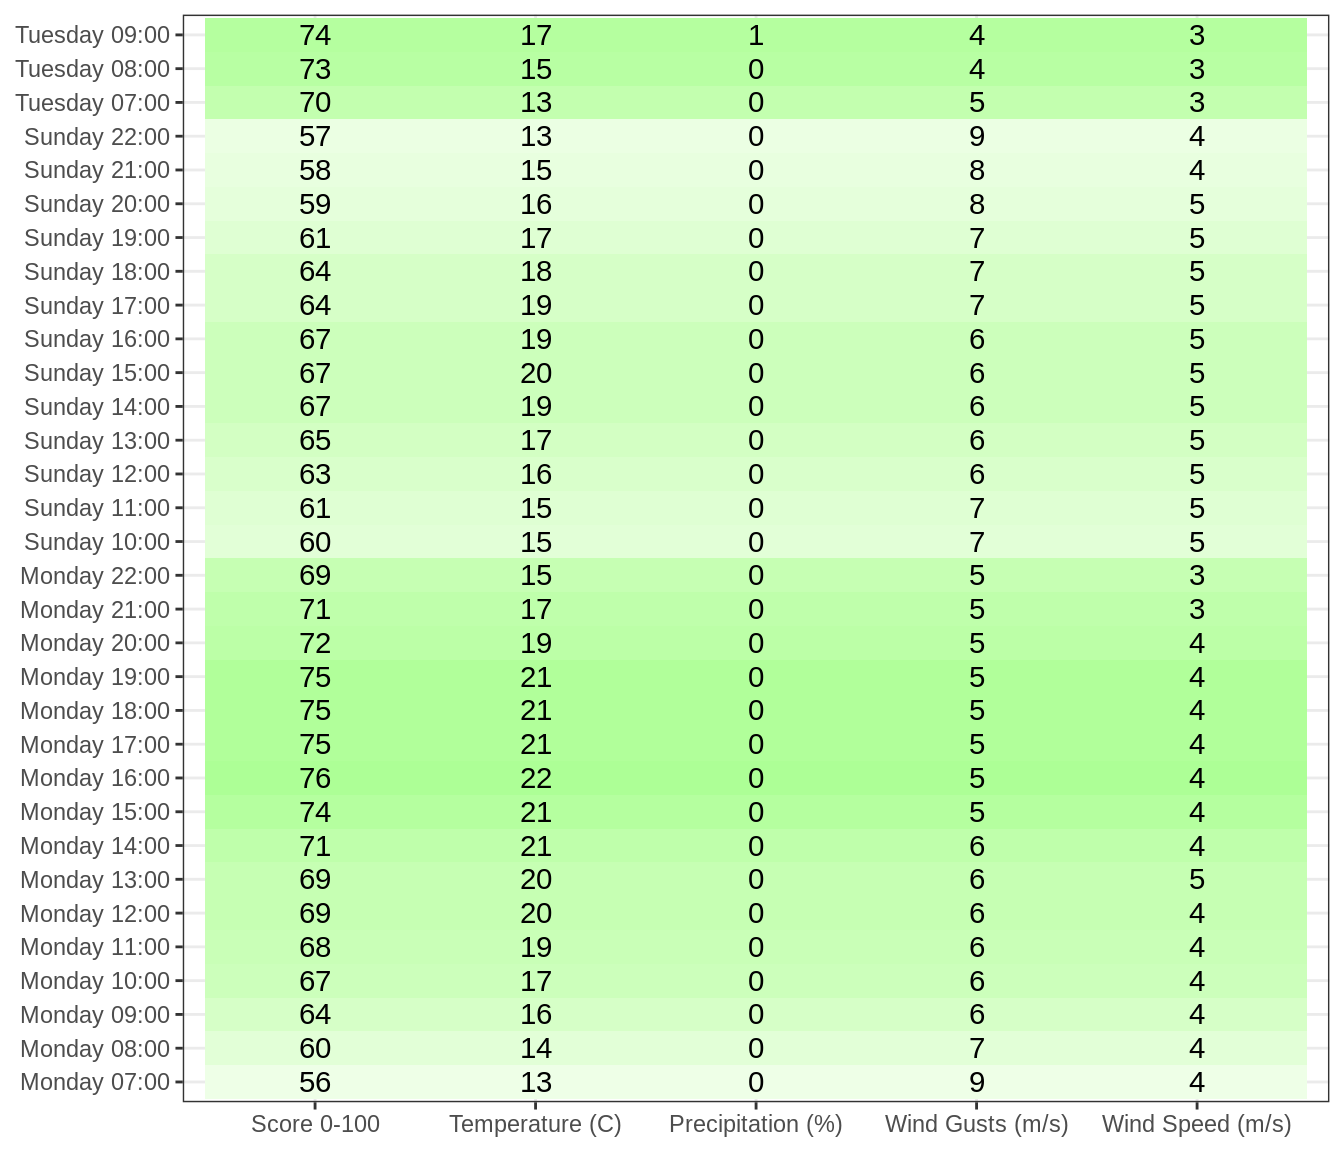 Tuesday 09:00 74 17 1 4 3
Tuesday 08:00 73 15 0 4 3
Tuesday 07:00 70 13 0 5 3
Sunday 22:00 57 13 0 9 4
Sunday 21:00 58 15 0 8 4
Sunday 20:00 59 16 0 8 5
Sunday 19:00 61 17 0 7 5
Sunday 18:00 64 18 0 7 5
Sunday 17:00 64 19 0 7 5
Sunday 16:00 67 19 0 6 5
Sunday 15:00 67 20 0 6 5
Sunday 14:00 67 19 0 6 5
Sunday 13:00 65 17 0 6 5
Sunday 12:00 63 16 0 6 5
Sunday 11:00 61 15 0 7 5
Sunday 10:00 60 15 0 7 5
Monday 22:00 69 15 0 5 3
Monday 21:00 71 17 0 5 3
Monday 20:00 72 19 0 5 4
Monday 19:00 75 21 0 5 4
Monday 18:00 75 21 0 5 4
Monday 17:00 75 21 0 5 4
Monday 16:00 76 22 0 5 4
Monday 15:00 74 21 0 5 4
Monday 14:00 71 21 0 6 4
Monday 13:00 69 20 0 6 5
Monday 12:00 69 20 0 6 4
Monday 11:00 68 19 0 6 4
Monday 10:00 67 17 0 6 4
Monday 09:00 64 16 0 6 4
Monday 08:00 60 14 0 7 4
Monday 07:00 56 13 0 9 4
Score 0-100 Temperature (C) Precipitation (%) Wind Gusts (m/s) Wind Speed (m/s)